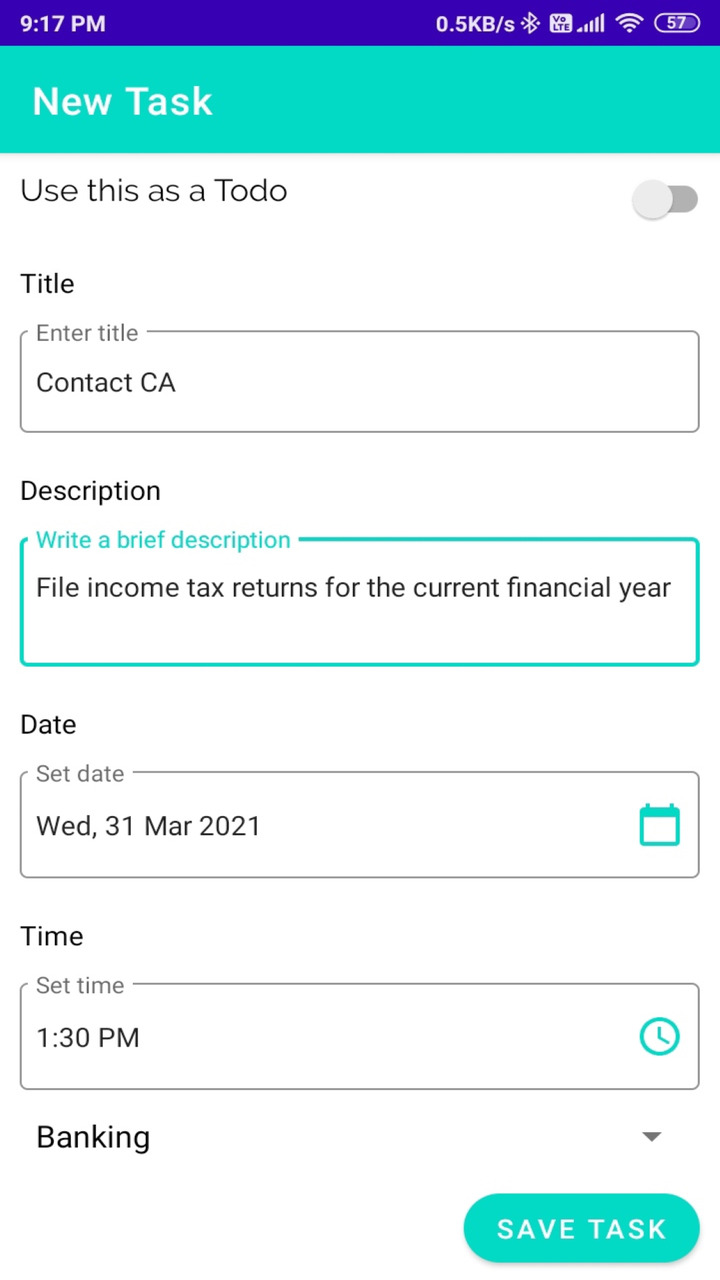 9:17 PM 0.5KB/s Vo LTE 57
New Task
Use this as a Todo
Title
Enter title
Contact CA
Description
Write a brief description
File income tax returns for the current financial year
Date
Set date
Wed, 31 Mar 2021
Time
Set time
1:30 PM
Banking
SAVE TASK